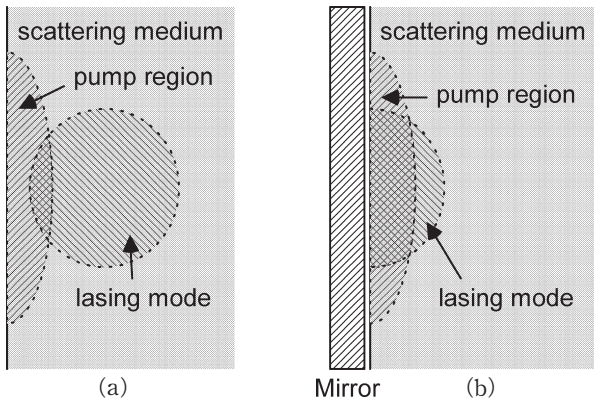 scattering medium
pump region
lasing mode
(a)
scattering medium
pump region
lasing mode
Mirror
(b)